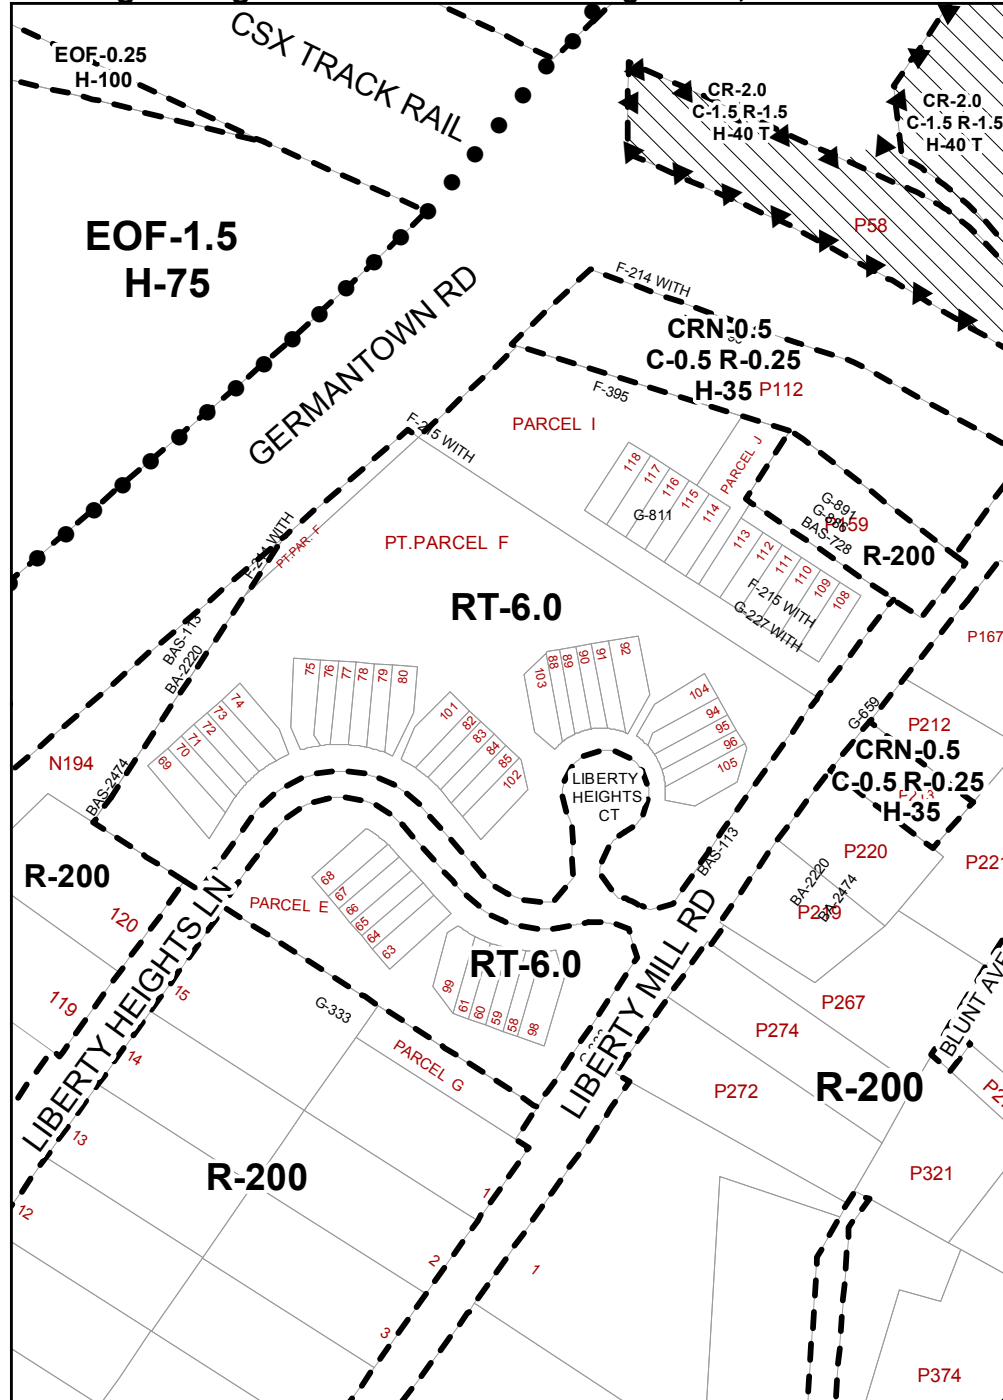 CSX TRACK RAIL
EOF-0.25
H-100
CR-2.0
C-1.5 R-1.5
H-40 T
CR-2.0
C-1.5 R-1.5
H-40 T
P58
EOF-1.5
H-75
GERMANTOWN RD
F-214 WITH
CRN-0.5
C-0.5 R-0.25
H-35
P112
F-395
PARCEL I
PARCEL J
F-215 WITH
118
117
116
115
114
G-811
113
112
111
110
109
108
G-891
G-886
BAS-728
P159
R-200
F-215 WITH
G-227 WITH
PT.PARCEL F
PT.PAR. F
RT-6.0
BAS-113
BA-2220
P167
75
76
77
78
79
80
103
88
89
90
91
92
104
94
95
96
105
74
73
72
71
70
69
101
82
83
84
85
102
LIBERTY
HEIGHTS
CT
G-659
P212
CRN-0.5
C-0.5 R-0.25
H-35
N194
BAS-2474
BAS-113
P220
P221
BA-2220
BA-2474
R-200
120
119
PARCEL E
68
67
66
65
64
63
RT-6.0
99
61
60
59
58
98
LIBERTY HEIGHTS LN
LIBERTY MILL RD
BLUNT AVE
G-333
PARCEL G
15
14
13
12
P267
P274
P272
R-200
P321
R-200
1
2
3
1
P374